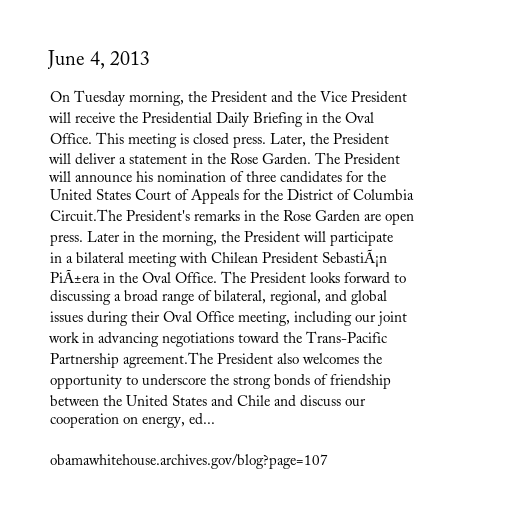 June 4, 2013
On Tuesday morning, the President and the Vice President
will receive the Presidential Daily Briefing in the Oval
Office. This meeting is closed press. Later, the President
will deliver a statement in the Rose Garden. The President
will announce his nomination of three candidates for the
United States Court of Appeals for the District of Columbia
Circuit.The President's remarks in the Rose Garden are open
press. Later in the morning, the President will participate
in a bilateral meeting with Chilean President SebastiÃ¡n
PiÃ±era in the Oval Office. The President looks forward to
discussing a broad range of bilateral, regional, and global
issues during their Oval Office meeting, including our joint
work in advancing negotiations toward the Trans-Pacific
Partnership agreement.The President also welcomes the
opportunity to underscore the strong bonds of friendship
between the United States and Chile and discuss our
cooperation on energy, ed...
obamawhitehouse.archives.gov/blog?page=107